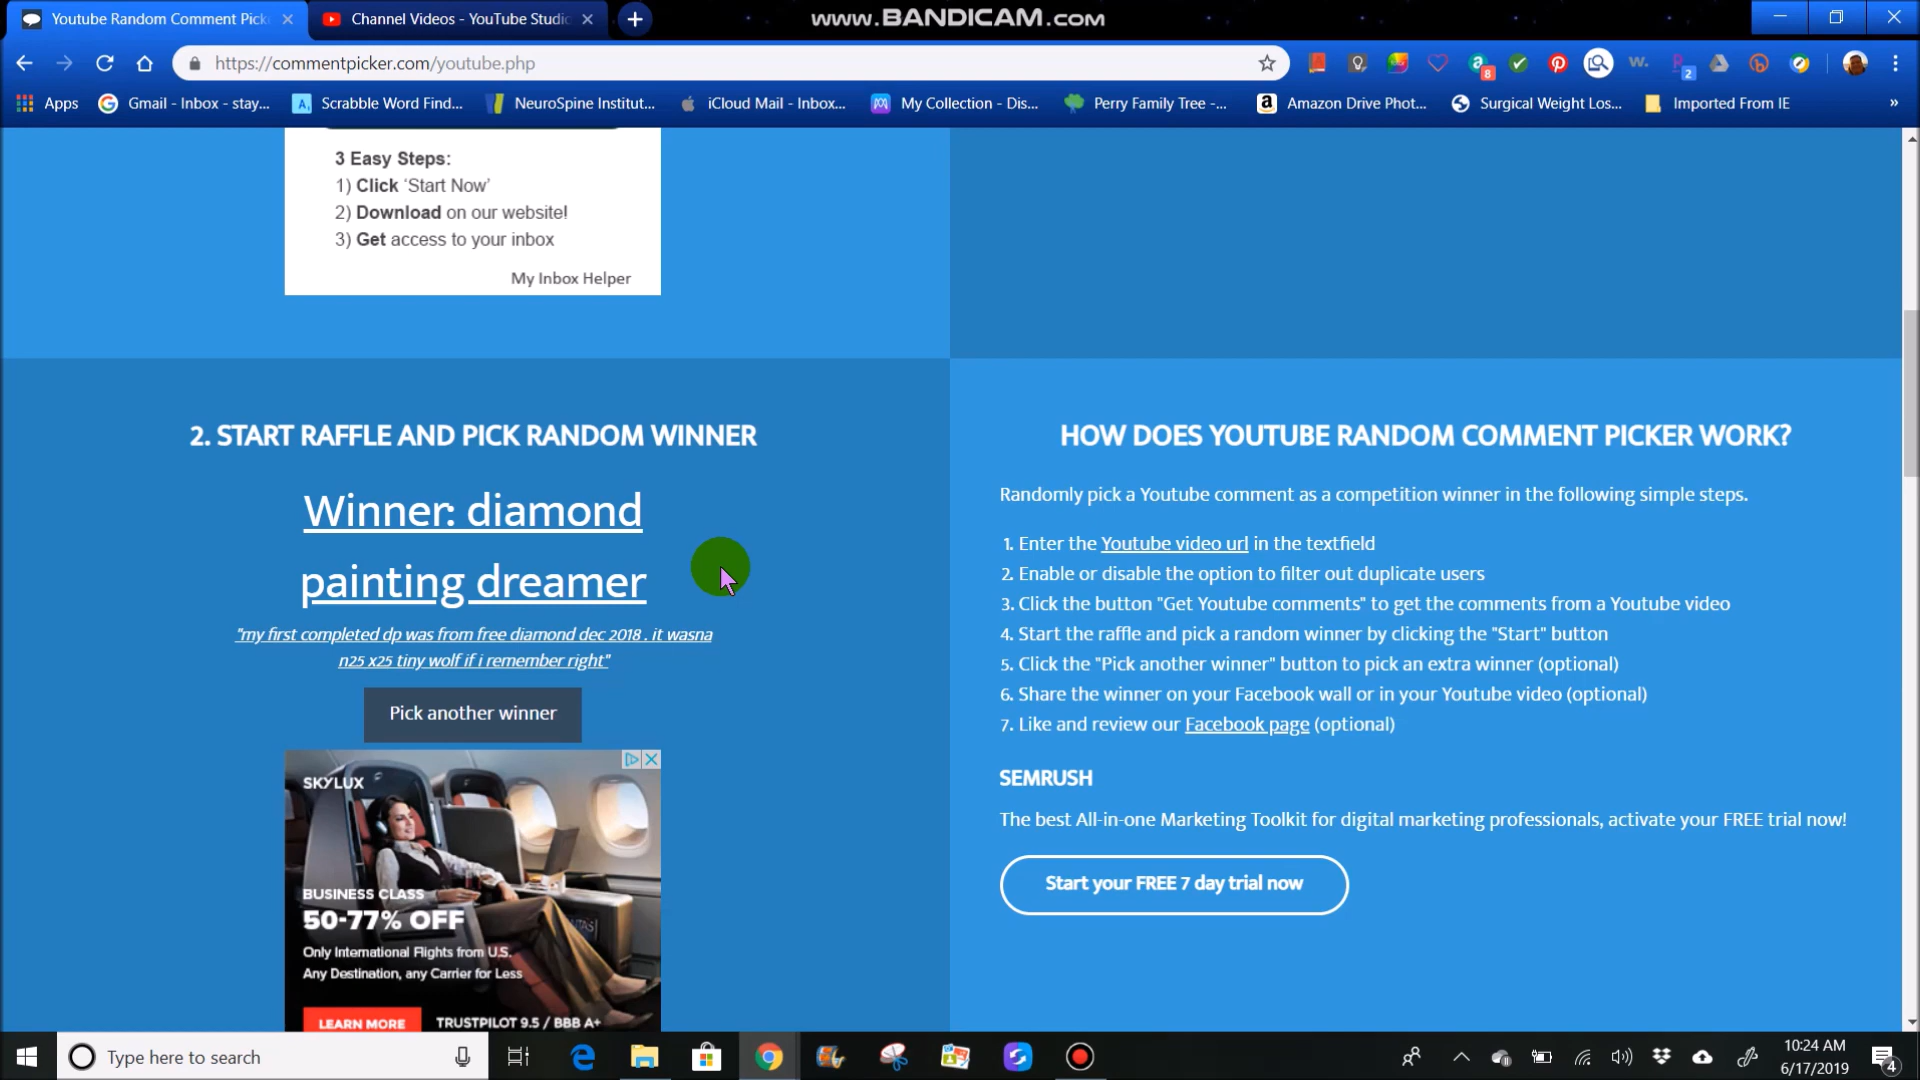 Youtube Random Comment Pick
Channel Videos - YouTube Studio
www.BANDICAM.com
https://commentpicker.com/youtube.php
8
w.
2
Apps
Gmail - Inbox - stay...
Scrabble Word Find...
NeuroSpine Institut...
iCloud Mail - Inbox...
My Collection - Dis...
Perry Family Tree -...
Amazon Drive Phot...
Surgical Weight Los...
Imported From IE
»
3 Easy Steps:
1) Click ‘Start Now’
2) Download on our website!
3) Get access to your inbox
My Inbox Helper
2. START RAFFLE AND PICK RANDOM WINNER
Winner: diamond
painting dreamer
"my first completed dp was from free diamond dec 2018 . it wasna
n25 x25 tiny wolf if i remember right"
Pick another winner
SKYLUX
BUSINESS CLASS
50-77% OFF
Only International Flights from U.S.
Any Destination, any Carrier for Less
LEARN MORE
TRUSTPILOT 9.5 / BBB A+
HOW DOES YOUTUBE RANDOM COMMENT PICKER WORK?
Randomly pick a Youtube comment as a competition winner in the following simple steps.
1. Enter the Youtube video url in the textfield
2. Enable or disable the option to filter out duplicate users
3. Click the button "Get Youtube comments" to get the comments from a Youtube video
4. Start the raffle and pick a random winner by clicking the "Start" button
5. Click the "Pick another winner" button to pick an extra winner (optional)
6. Share the winner on your Facebook wall or in your Youtube video (optional)
7. Like and review our Facebook page (optional)
SEMRUSH
The best All-in-one Marketing Toolkit for digital marketing professionals, activate your FREE trial now!
Start your FREE 7 day trial now
Type here to search
10:24 AM
6/17/2019
4